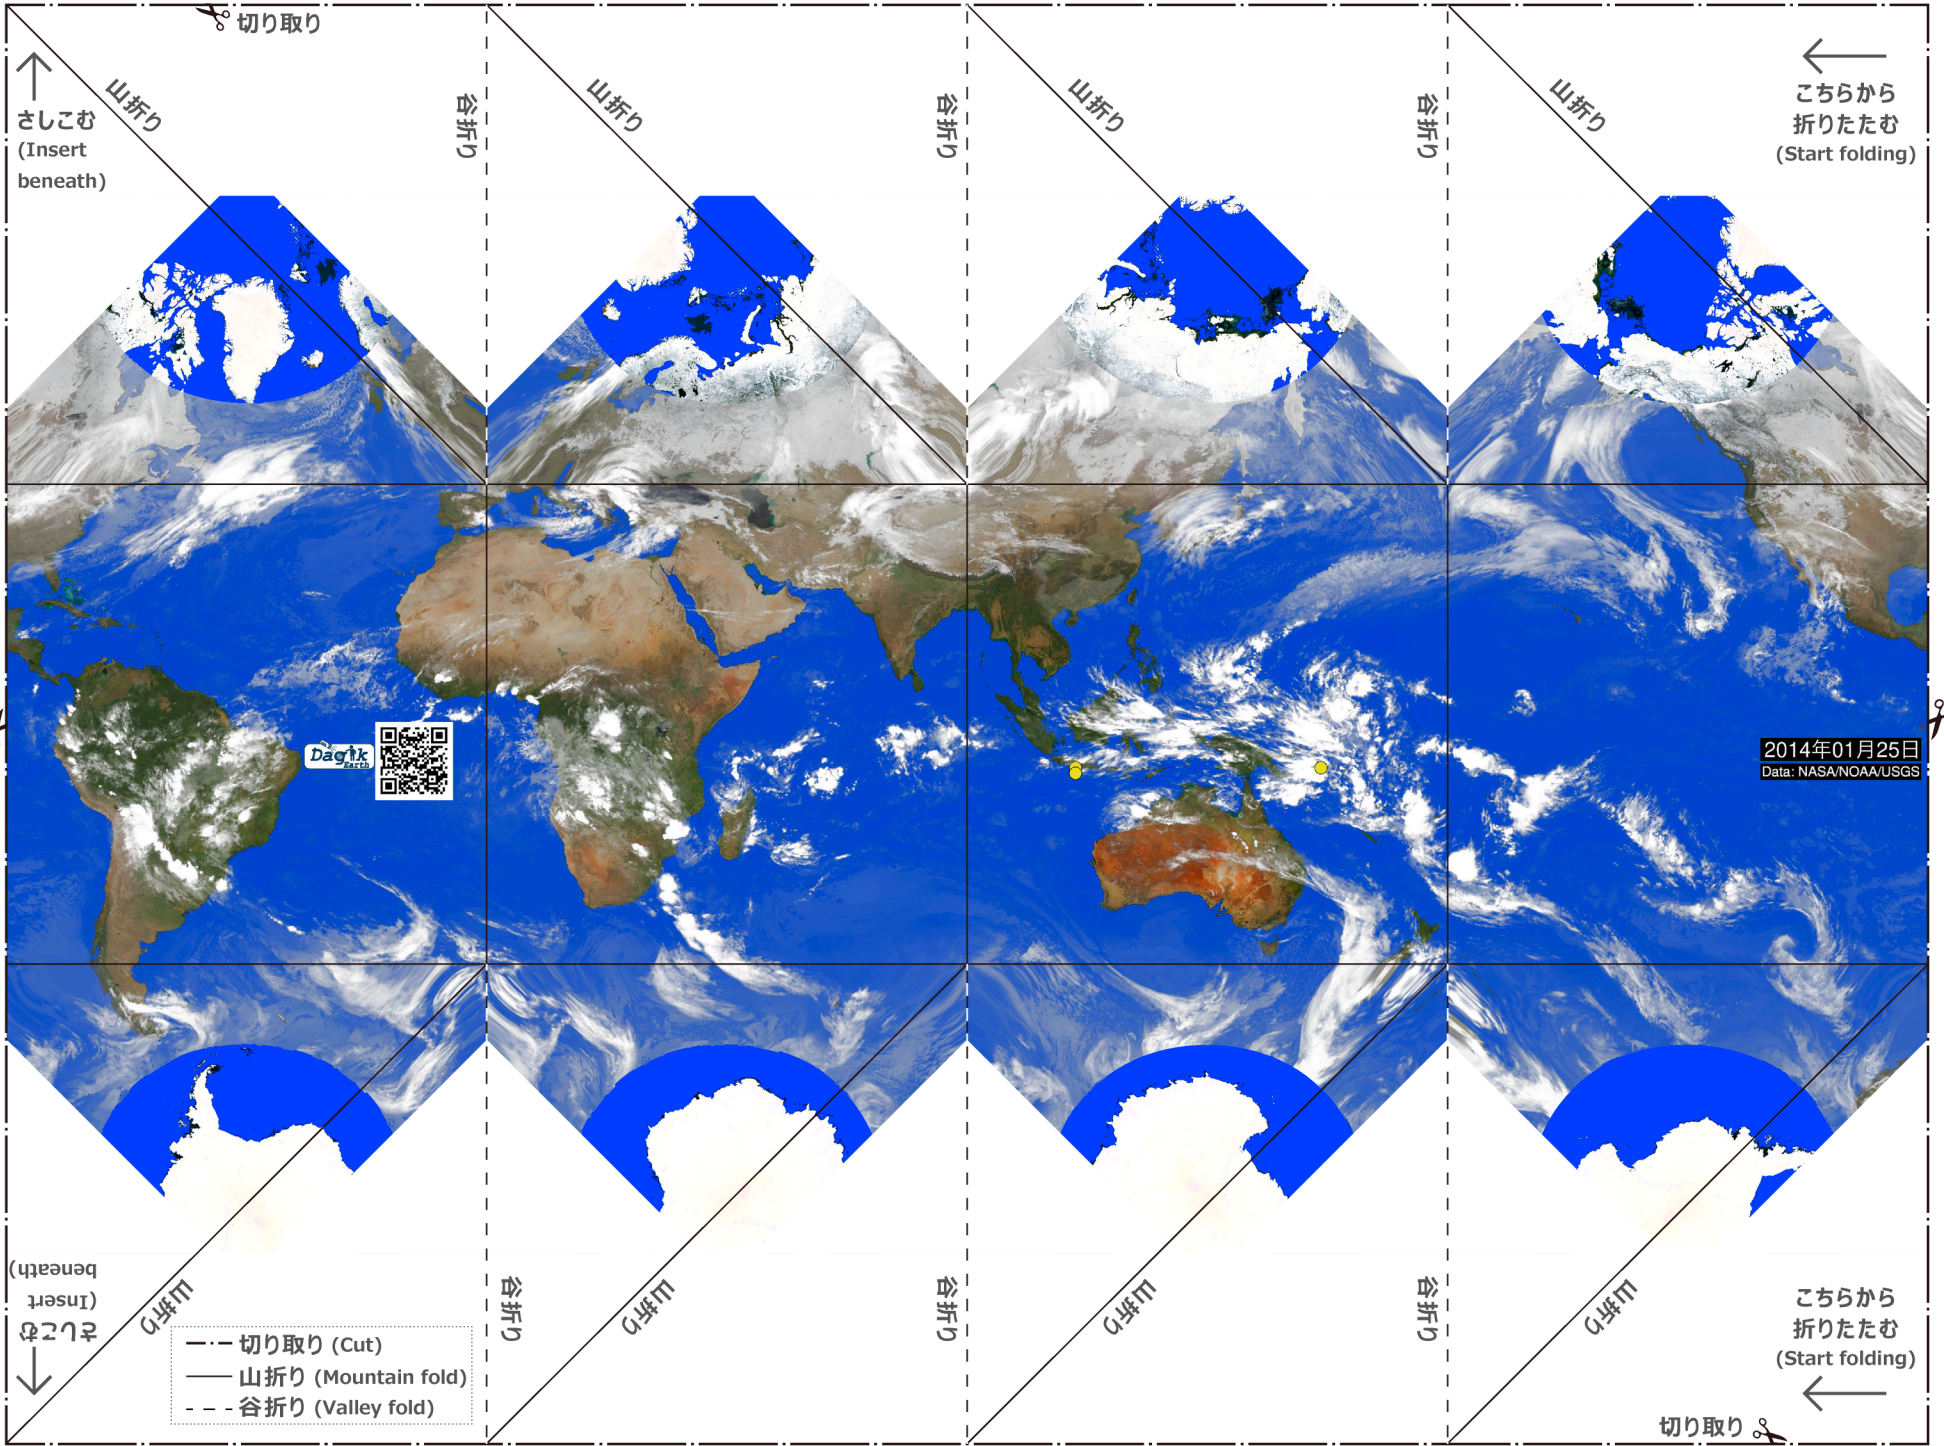 切り取り
山折り
谷折り
山折り
谷折り
山折り
谷折り
山折り
さしこむ
(Insert
beneath)
こちらから
折りたたむ
(Start folding)
Dagik
Earth
2014年01月25日
Data: NASA/NOAA/USGS
さしこむ
(Insert
beneath)
山折り
谷折り
山折り
谷折り
山折り
谷折り
山折り
切り取り (Cut)
山折り (Mountain fold)
谷折り (Valley fold)
こちらから
折りたたむ
(Start folding)
切り取り